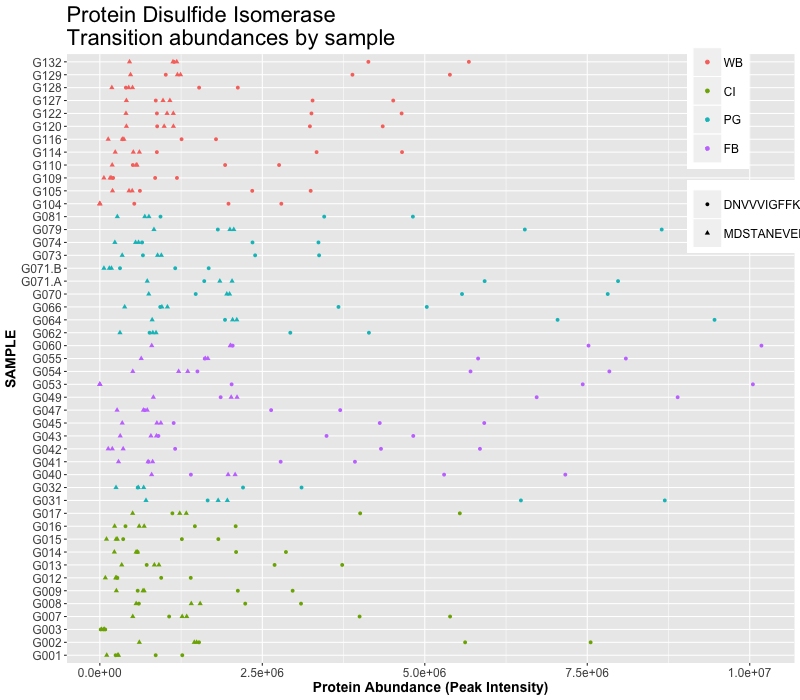 Protein Disulfide Isomerase
Transition abundances by sample
G132
G129
G128
G127
G122
G120
G116
G114
G110
G109
G105
G104
G081
G079
G074
G073
G071.B
G071.A
G070
G066
G064
G062
G060
G055
G054
G053
G049
G047
G045
G043
G042
G041
G040
G032
G031
G017
G016
G015
G014
G013
G012
G009
G008
G007
G003
G002
G001
SAMPLE
WB
CI
PG
FB
DNVVVIGFFK
0.0e+00
2.5e+06
5.0e+06
7.5e+06
1.0e+07
Protein Abundance (Peak Intensity)